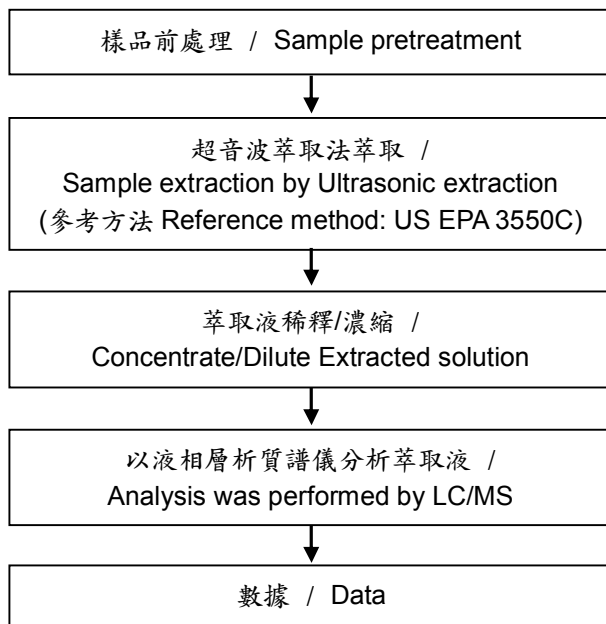 樣品前處理 / Sample pretreatment
超音波萃取法萃取 /
Sample extraction by Ultrasonic extraction
(參考方法 Reference method: US EPA 3550C)
萃取液稀釋/濃縮 /
Concentrate/Dilute Extracted solution
以液相層析質譜儀分析萃取液 /
Analysis was performed by LC/MS
數據 / Data